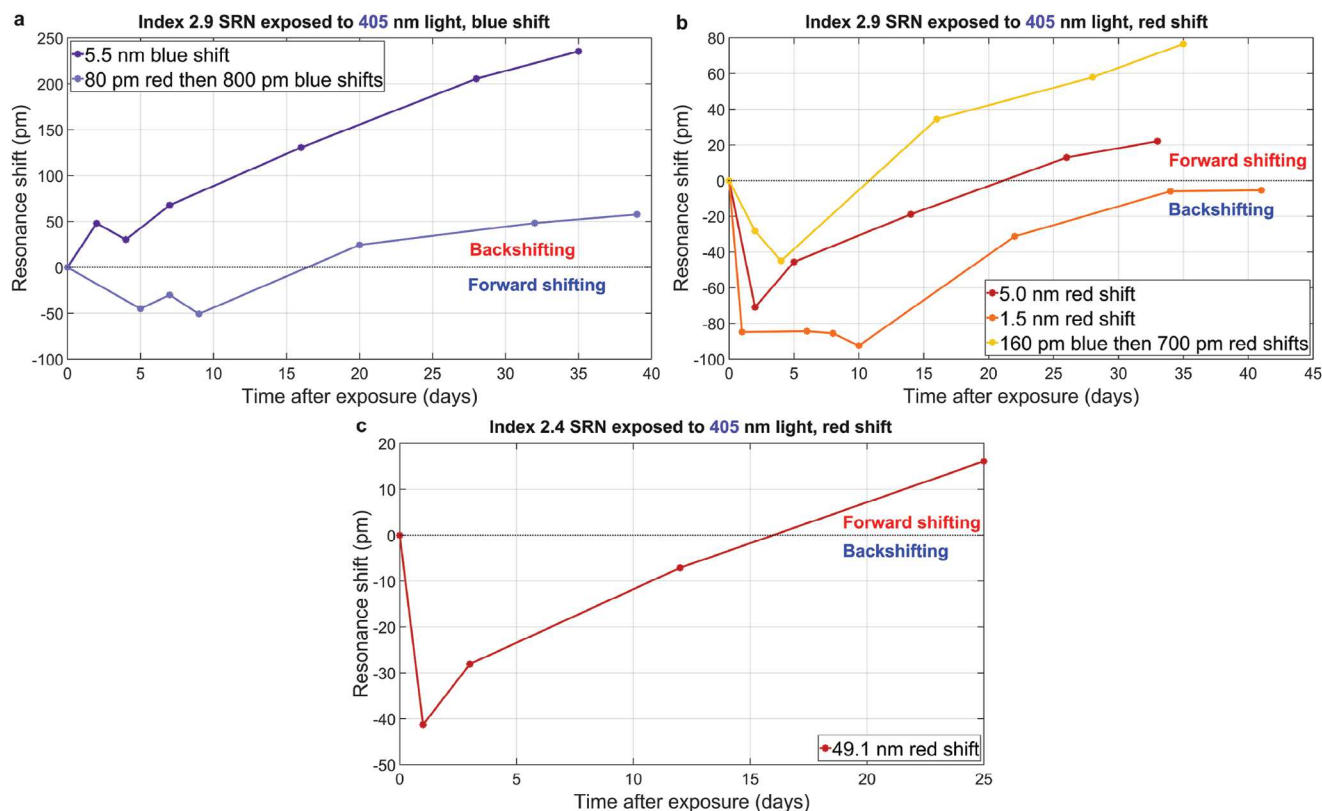 a
Index 2.9 SRN exposed to 405 nm light, blue shift
250
200
150
100
50
0
-50
-100
Resonance shift (pm)
5.5 nm blue shift
80 pm red then 800 pm blue shifts
Backshifting
Forward shifting
0 5 10 15 20 25 30 35 40
Time after exposure (days)
b
Index 2.9 SRN exposed to 405 nm light, red shift
80
60
40
20
0
-20
-40
-60
-80
-100
Resonance shift (pm)
Forward shifting
Backshifting
5.0 nm red shift
1.5 nm red shift
160 pm blue then 700 pm red shifts
0 5 10 15 20 25 30 35 40 45
Time after exposure (days)
c
Index 2.4 SRN exposed to 405 nm light, red shift
20
10
0
-10
-20
-30
-40
-50
Resonance shift (pm)
Forward shifting
Backshifting
49.1 nm red shift
0 5 10 15 20 25
Time after exposure (days)